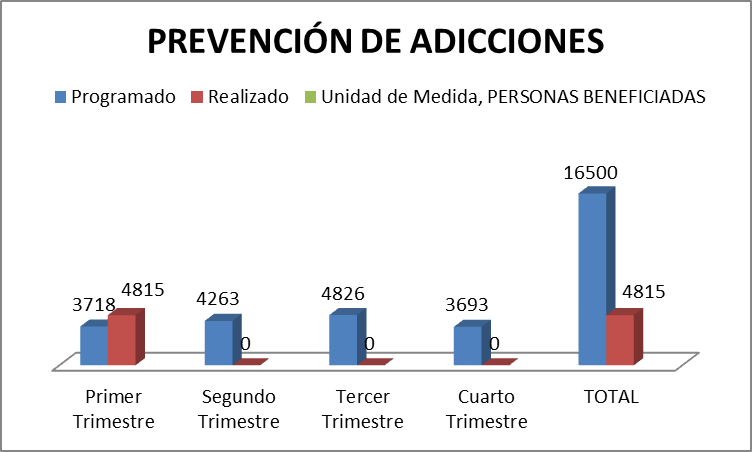 PREVENCIÓN DE ADICCIONES
Programado Realizado Unidad de Medida, PERSONAS BENEFICIADAS
16500
3718 4815 4263 0 4826 0 3693 0 4815
Primer Trimestre
Segundo Trimestre
Tercer Trimestre
Cuarto Trimestre
TOTAL